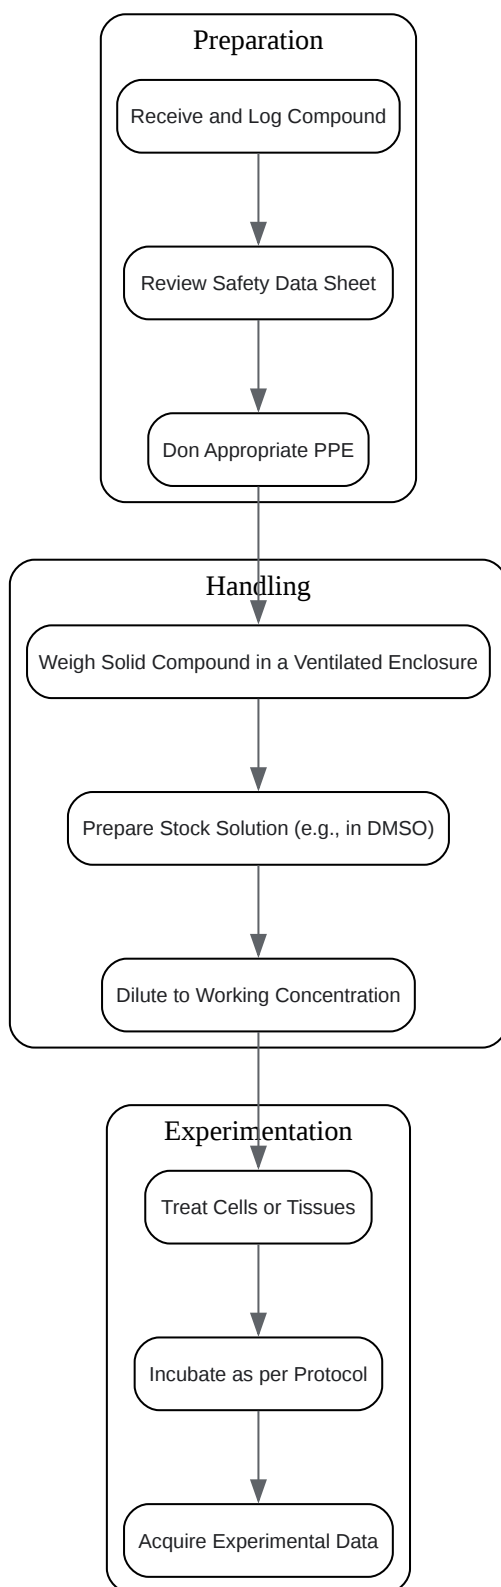 Preparation
Receive and Log Compound
Review Safety Data Sheet
Don Appropriate PPE
Handling
Weigh Solid Compound in a Ventilated Enclosure
Prepare Stock Solution (e.g., in DMSO)
Dilute to Working Concentration
Experimentation
Treat Cells or Tissues
Incubate as per Protocol
Acquire Experimental Data